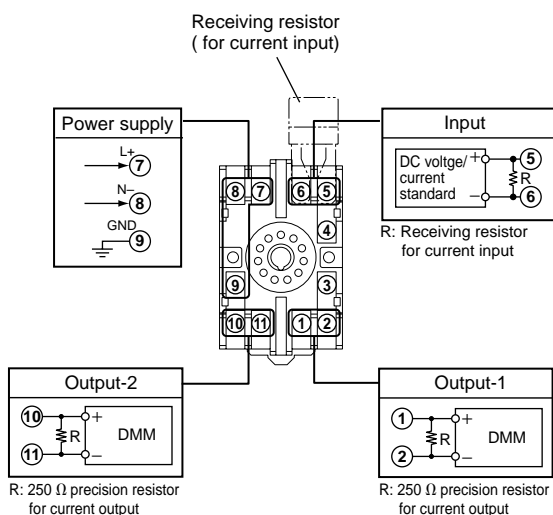 Receiving resistor
( for current input)
Power supply
L+
7
N−
8
GND
9
Input
DC voltge/
current
standard
+
−
R
5
6
R: Receiving resistor
for current input
8 7 6 5
4
9
3
10 11 1 2
Output-2
10
11
R
+
−
DMM
R: 250 Ω precision resistor
for current output
Output-1
1
2
R
+
−
DMM
R: 250 Ω precision resistor
for current output